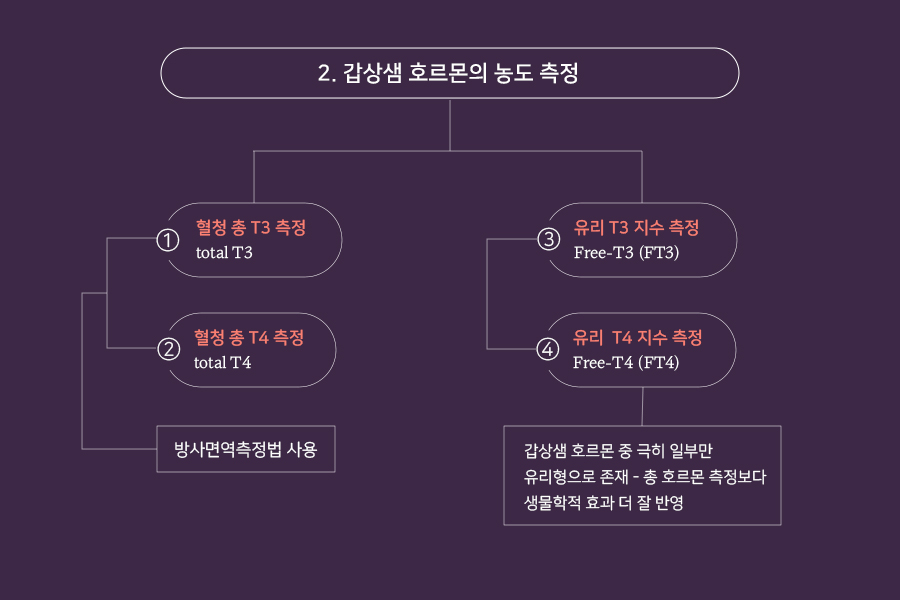 2. 갑상샘 호르몬의 농도 측정
① 혈청 총 T3 측정
total T3
② 혈청 총 T4 측정
total T4
방사면역측정법 사용
③ 유리 T3 지수 측정
Free-T3 (FT3)
④ 유리 T4 지수 측정
Free-T4 (FT4)
갑상샘 호르몬 중 극히 일부만
유리형으로 존재 - 총 호르몬 측정보다
생물학적 효과 더 잘 반영